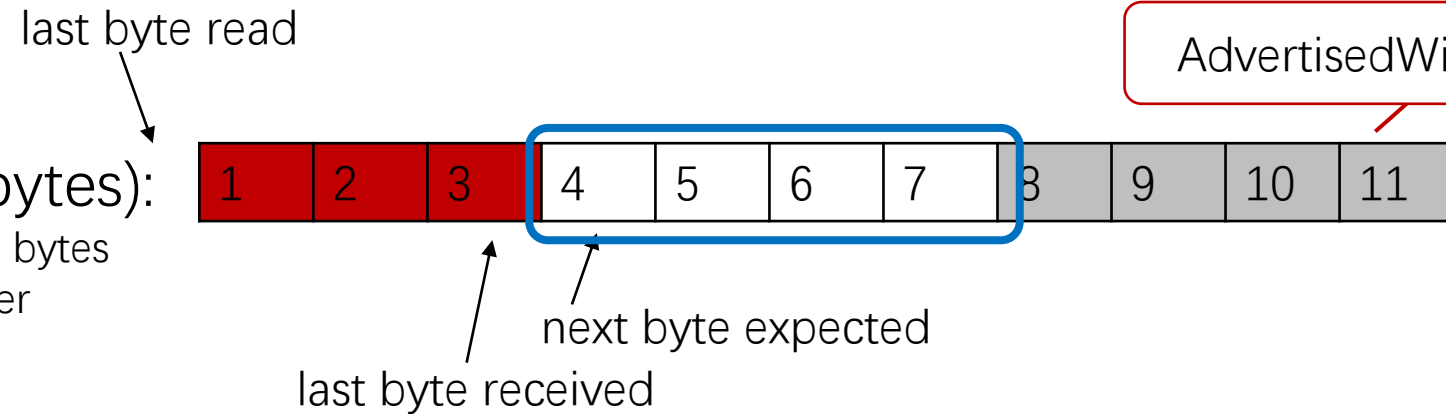 last byte read
AdvertisedWi
bytes):
1 2 3 4 5 6 7 8 9 10 11
bytes
er
next byte expected
last byte received